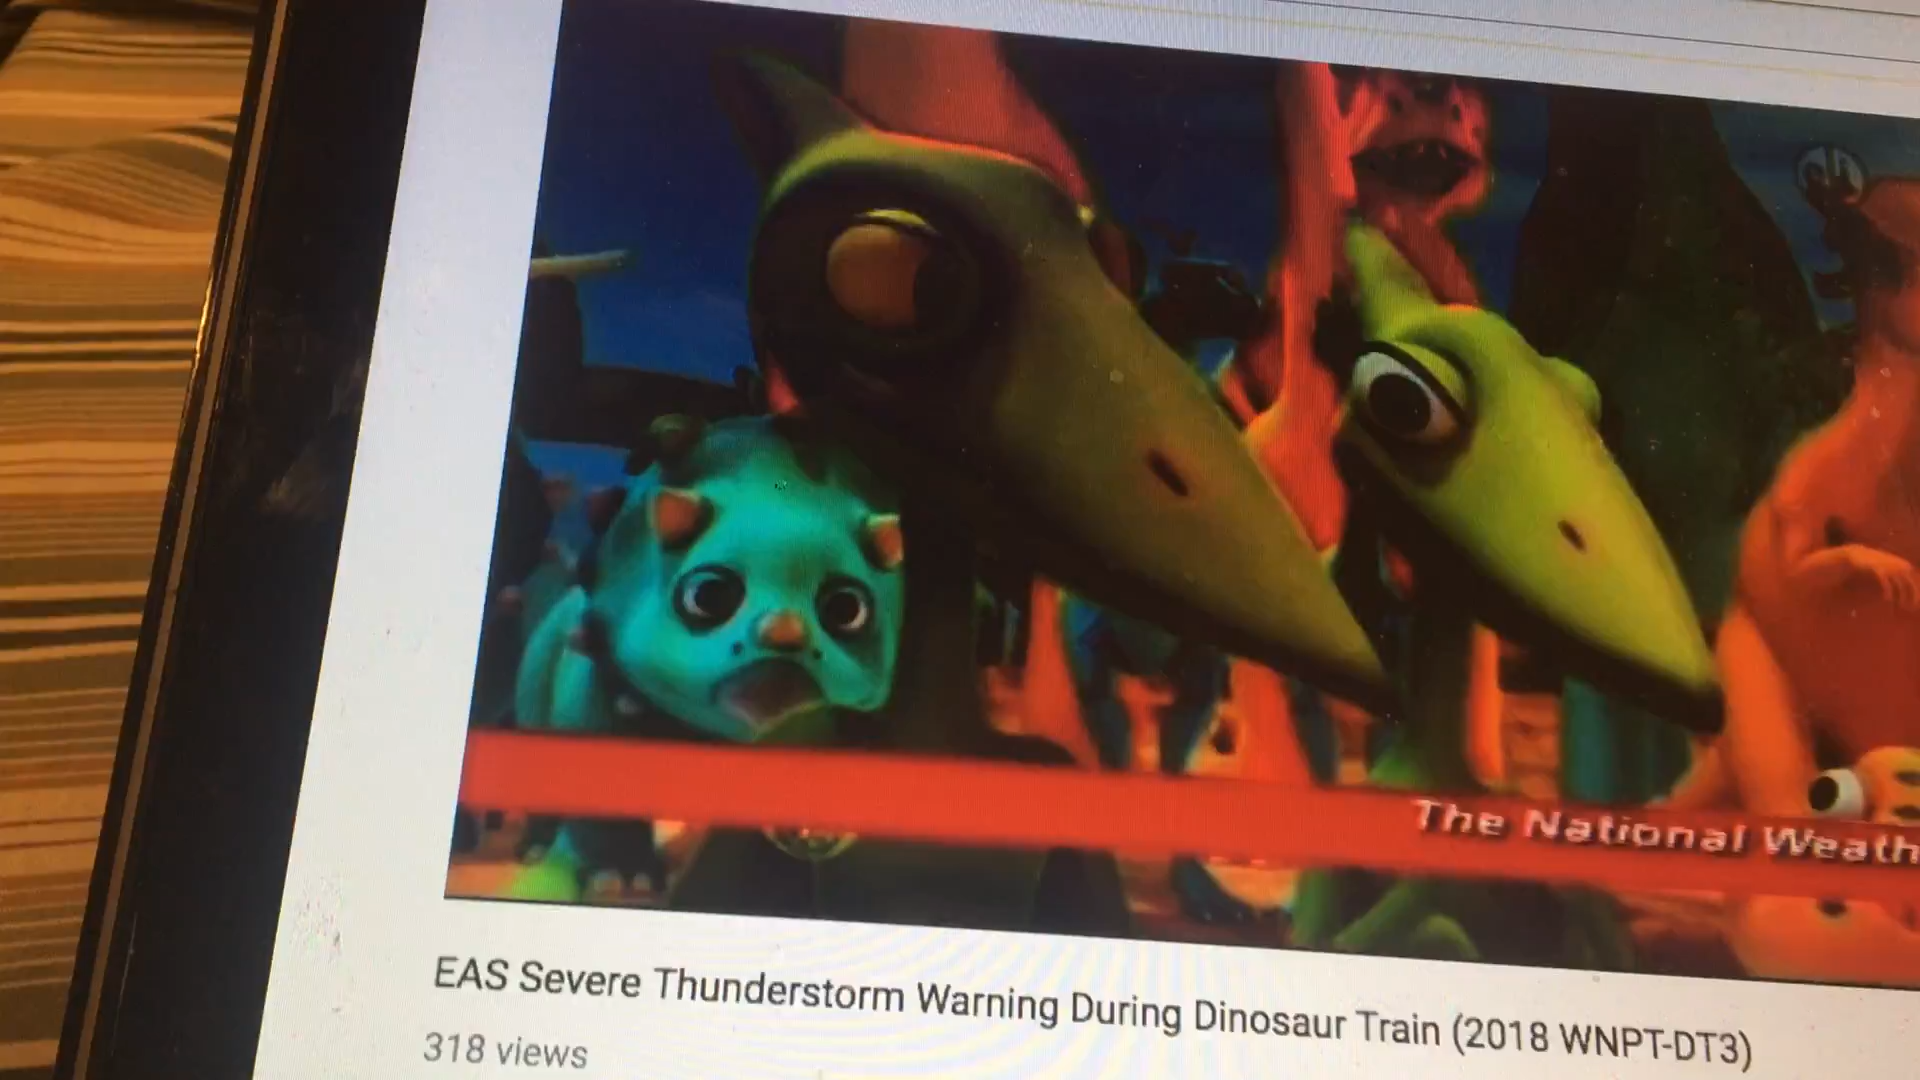 The National Weath
EAS Severe Thunderstorm Warning During Dinosaur Train (2018 WNPT-DT3)
318 views